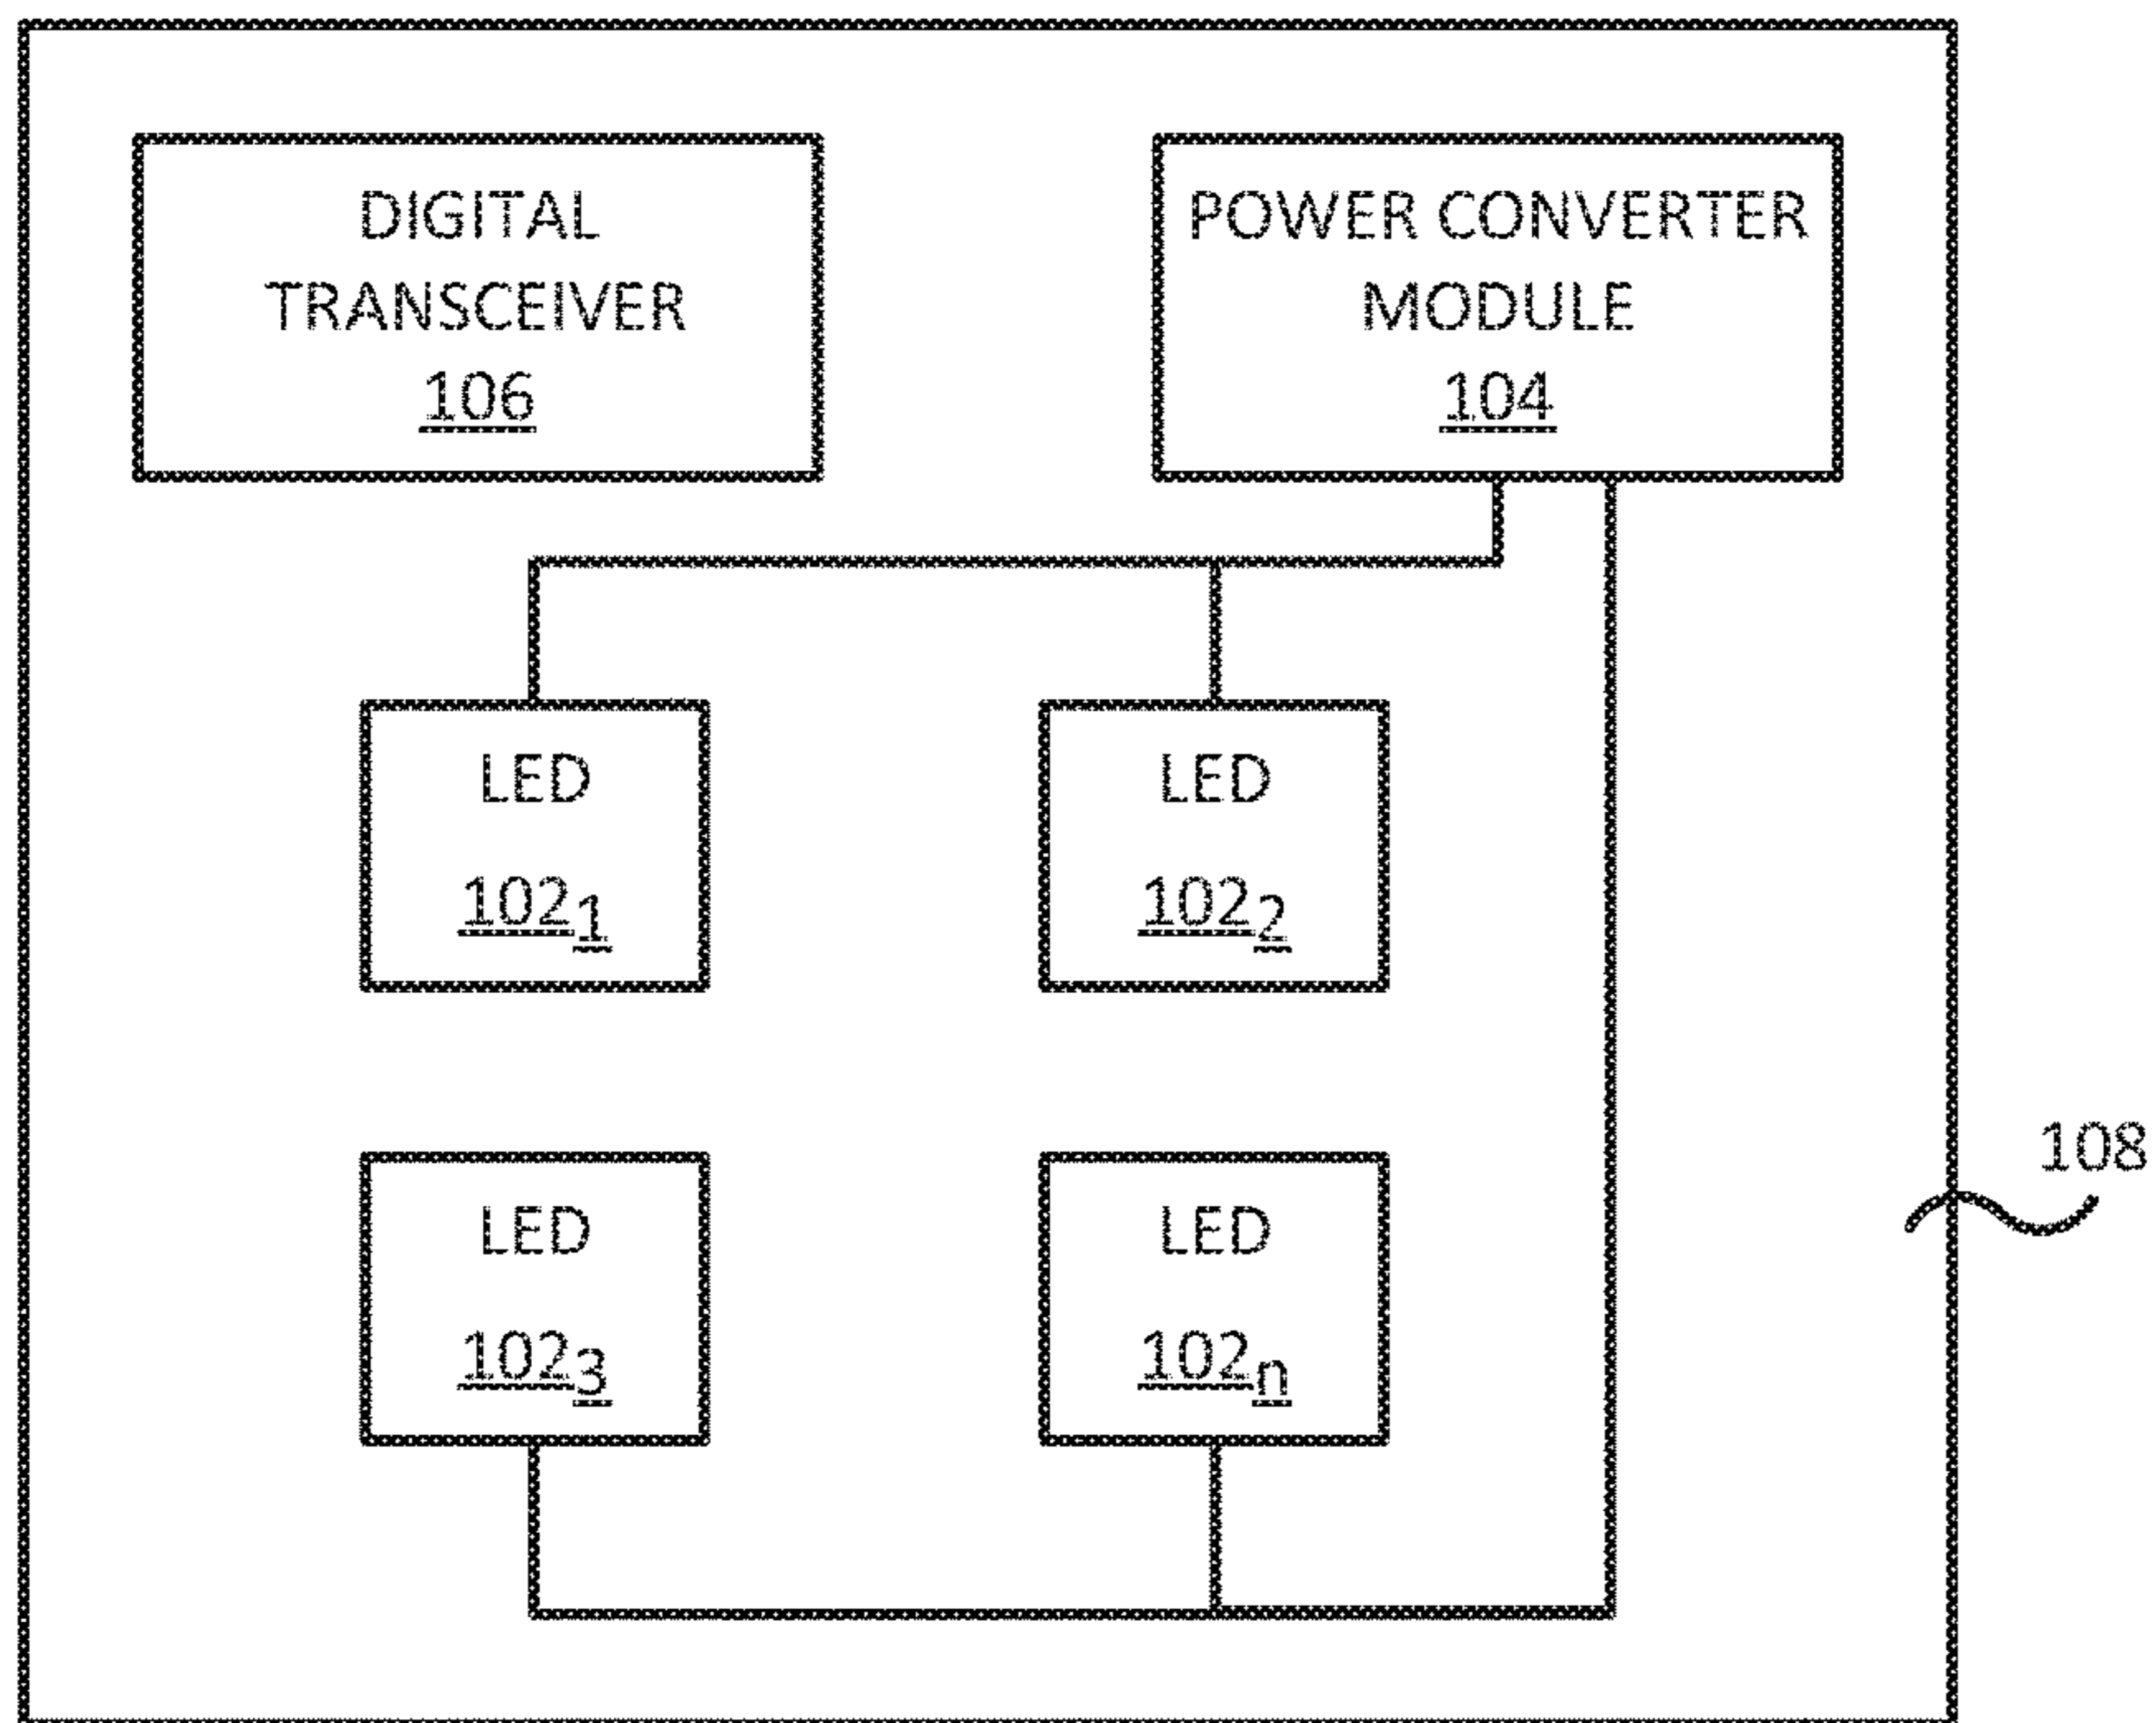 DIGITAL
TRANSCEIVER
106
POWER CONVERTER
MODULE
104
LED
102₁
LED
102₂
LED
102₃
LED
102ₙ
108